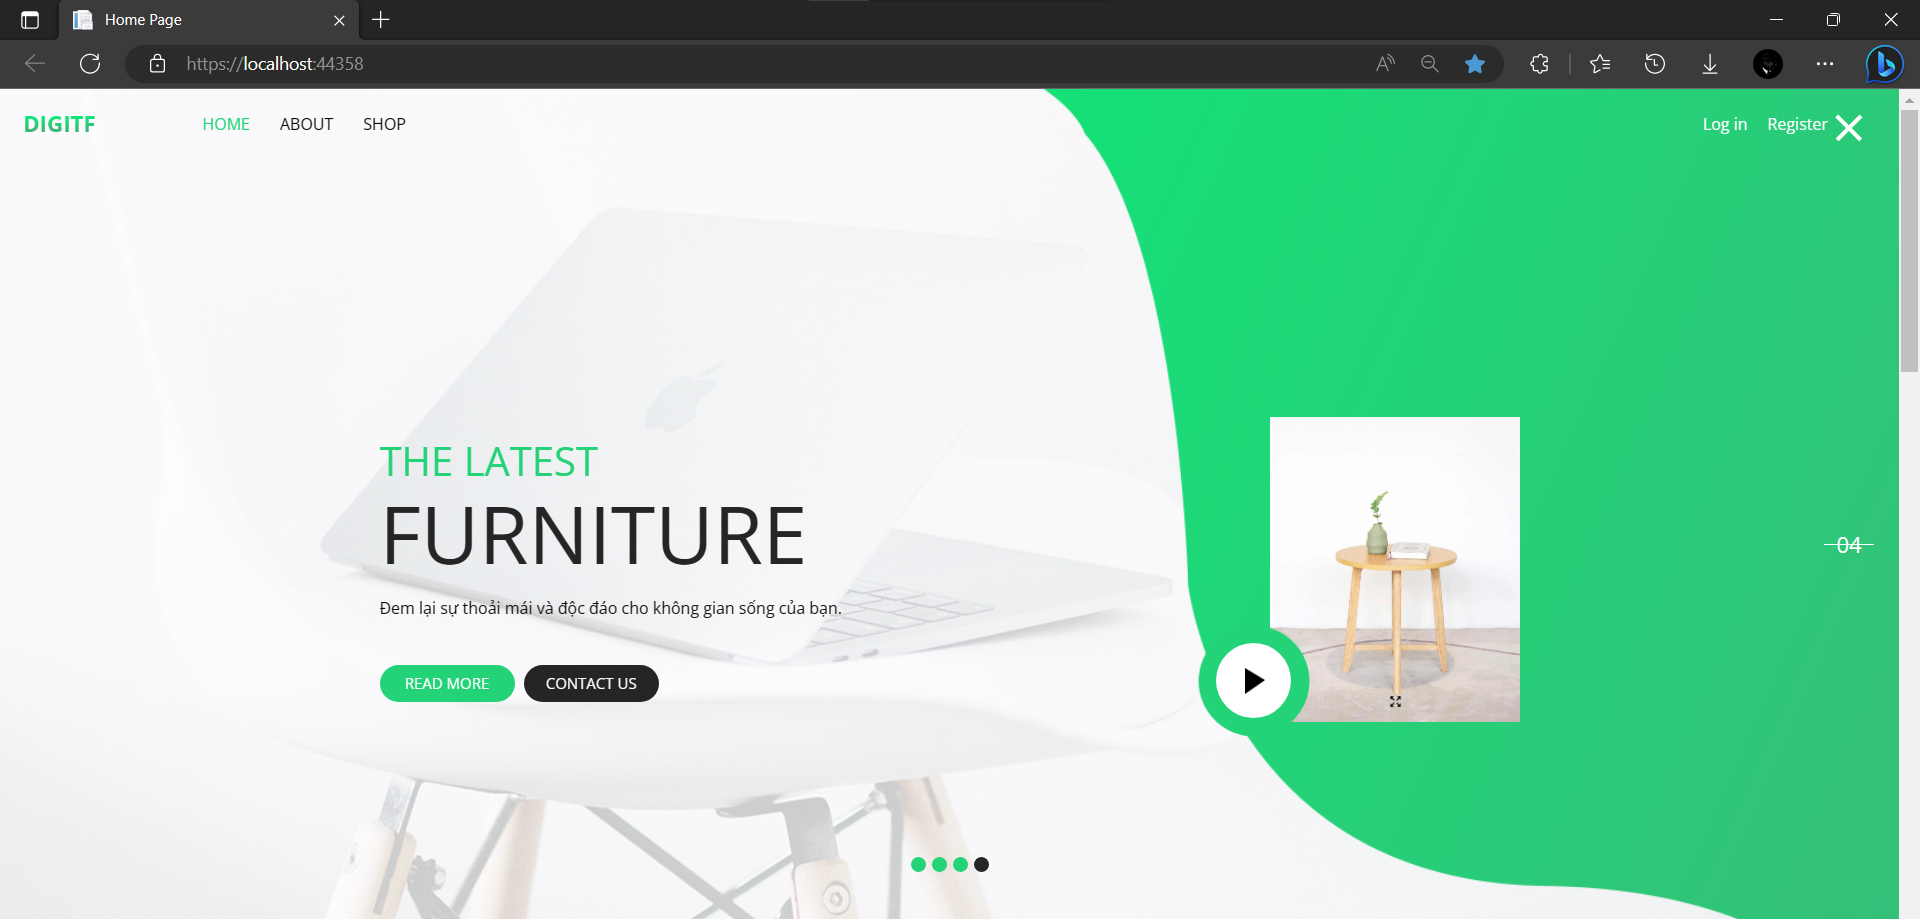 Home Page
https://localhost:44358
DIGITF
HOME ABOUT SHOP
Log in Register
THE LATEST
FURNITURE
Đem lại sự thoải mái và độc đáo cho không gian sống của bạn.
READ MORE CONTACT US
04